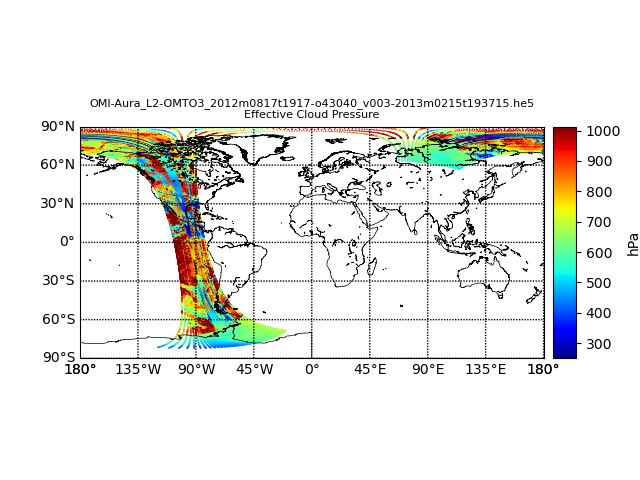 OMI-Aura_L2-OMTO3_2012m0817t1917-o43040_v003-2013m0215t193715.he5
Effective Cloud Pressure
90°N
60°N
30°N
0°
30°S
60°S
90°S
180° 135°W 90°W 45°W 0° 45°E 90°E 135°E 180°
1000
900
800
700
600
500
400
300
hPa